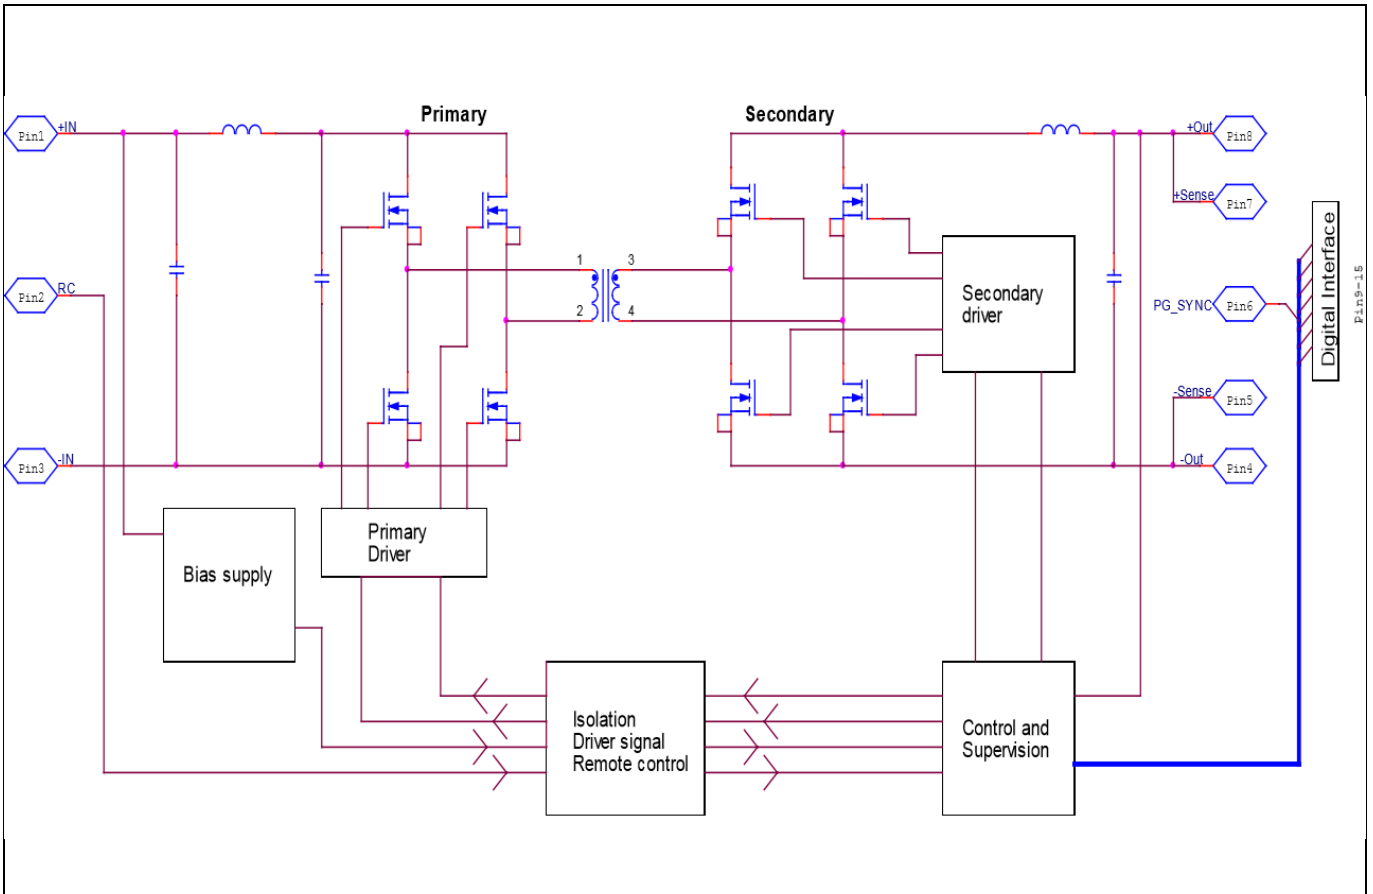 Primary
Secondary
Pin1
+IN
+Out
Pin8
+Sense
Pin7
1
3
2
4
Pin2
RC
Secondary
driver
PG_SYNC
Pin6
Digital Interface
Pin9-15
-Sense
Pin5
Pin3
-IN
-Out
Pin4
Primary
Driver
Bias supply
Isolation
Driver signal
Remote control
Control and
Supervision